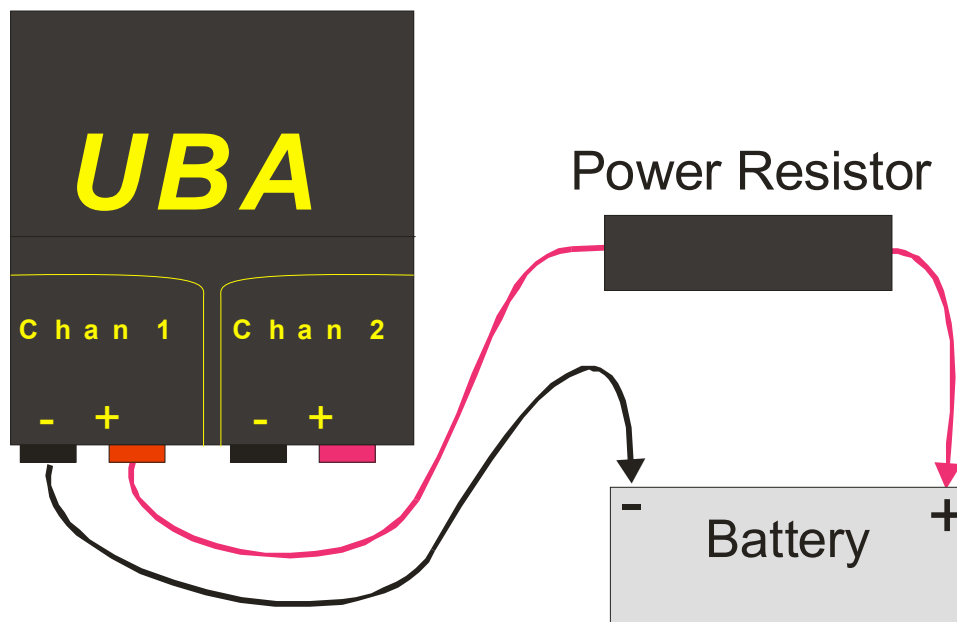 UBA
Power Resistor
Chan 1 Chan 2
- + - +
- +
Battery